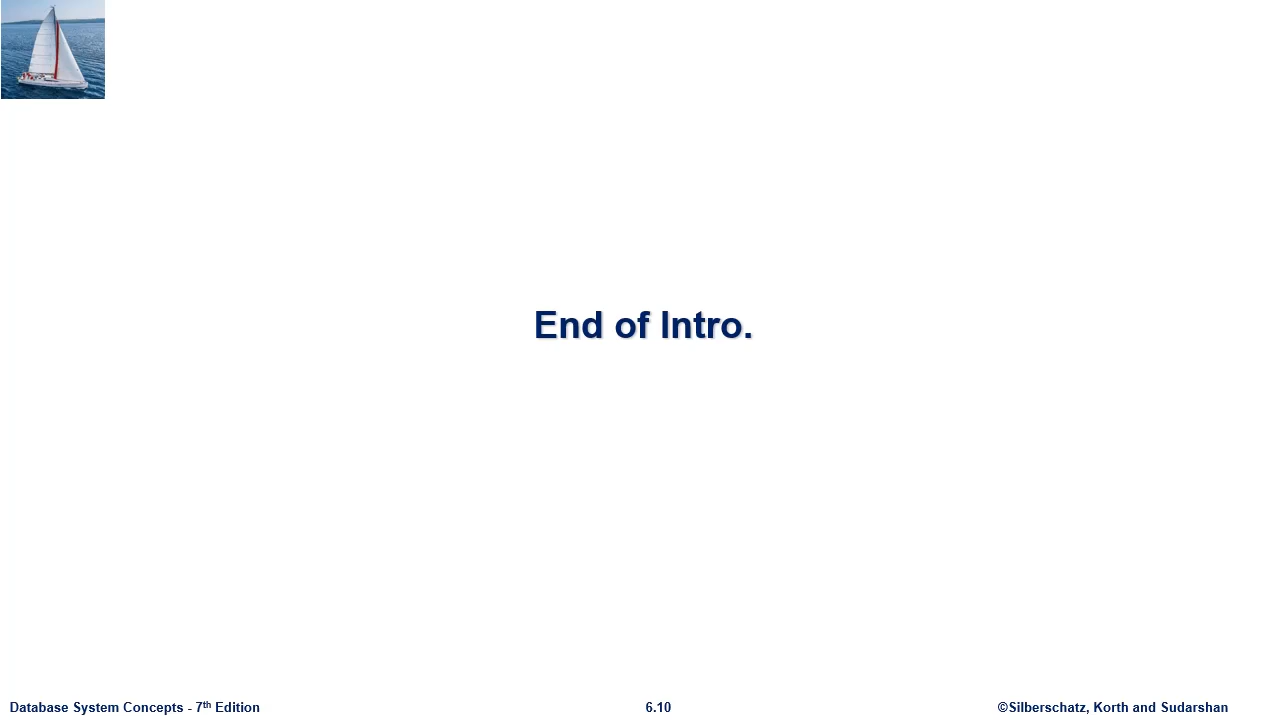 End of Intro.
Database System Concepts - 7th Edition 6.10 ©Silberschatz, Korth and Sudarshan